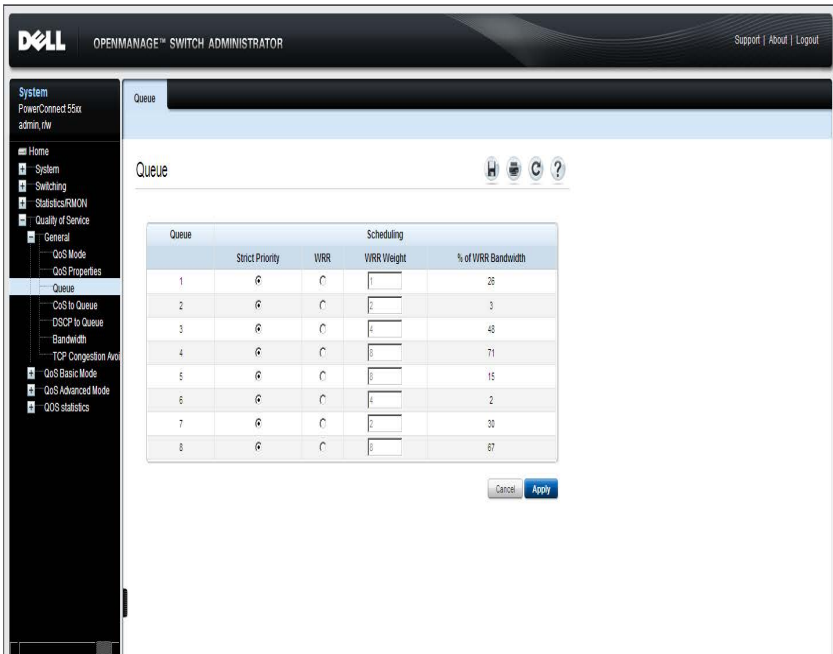 DELL OPENMANAGE™ SWITCH ADMINISTRATOR
Support | About | Logout
System
PowerConnect 55xx
admin, r/w
Home
System
Switching
Statistics/RMON
Quality of Service
General
QoS Mode
QoS Properties
Queue
CoS to Queue
DSCP to Queue
Bandwidth
TCP Congestion Avoi
QoS Basic Mode
QoS Advanced Mode
QOS statistics
Queue
Queue
Queue Scheduling
Strict Priority WRR WRR Weight % of WRR Bandwidth
1 1 26
2 2 3
3 4 48
4 8 71
5 8 15
6 4 2
7 2 30
8 8 67
Cancel Apply